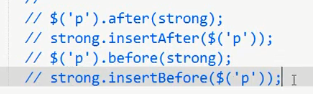 //
// $('p').after(strong);
// strong.insertAfter($('p'));
// $('p').before(strong);
// strong.insertBefore($('p'));